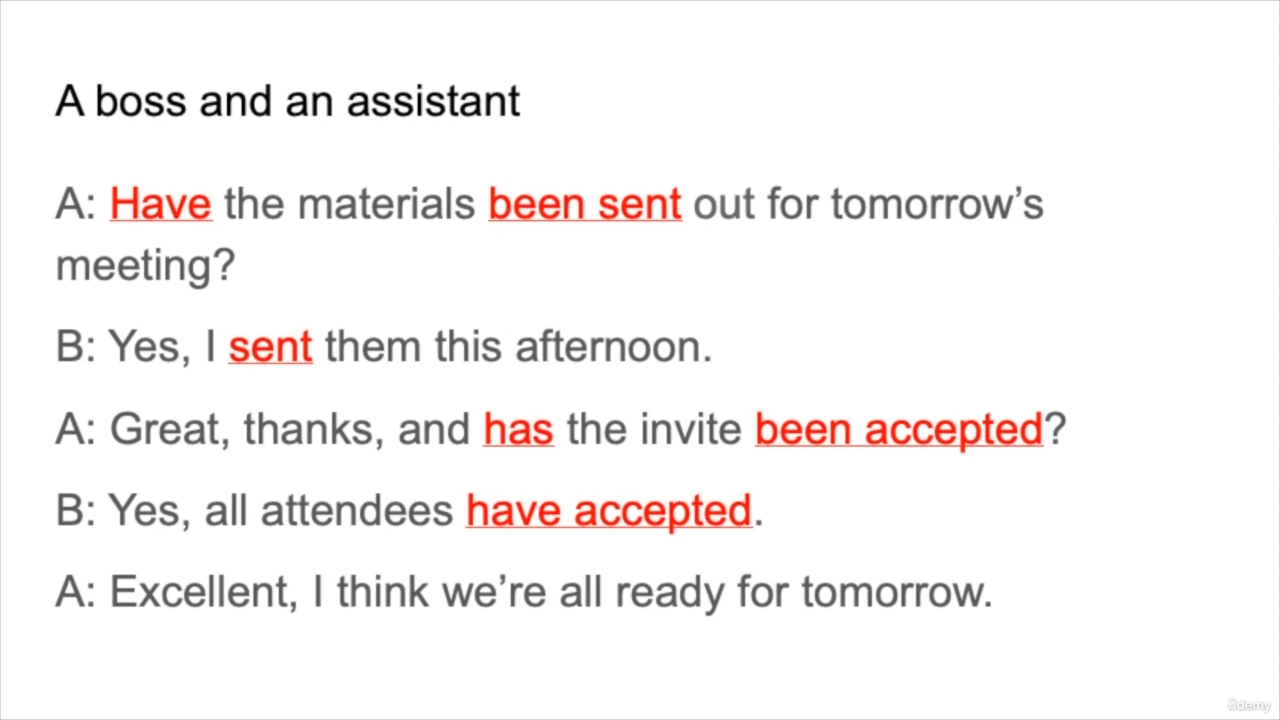 A boss and an assistant
A: Have the materials been sent out for tomorrow’s
meeting?
B: Yes, I sent them this afternoon.
A: Great, thanks, and has the invite been accepted?
B: Yes, all attendees have accepted.
A: Excellent, I think we’re all ready for tomorrow.
ûdemy